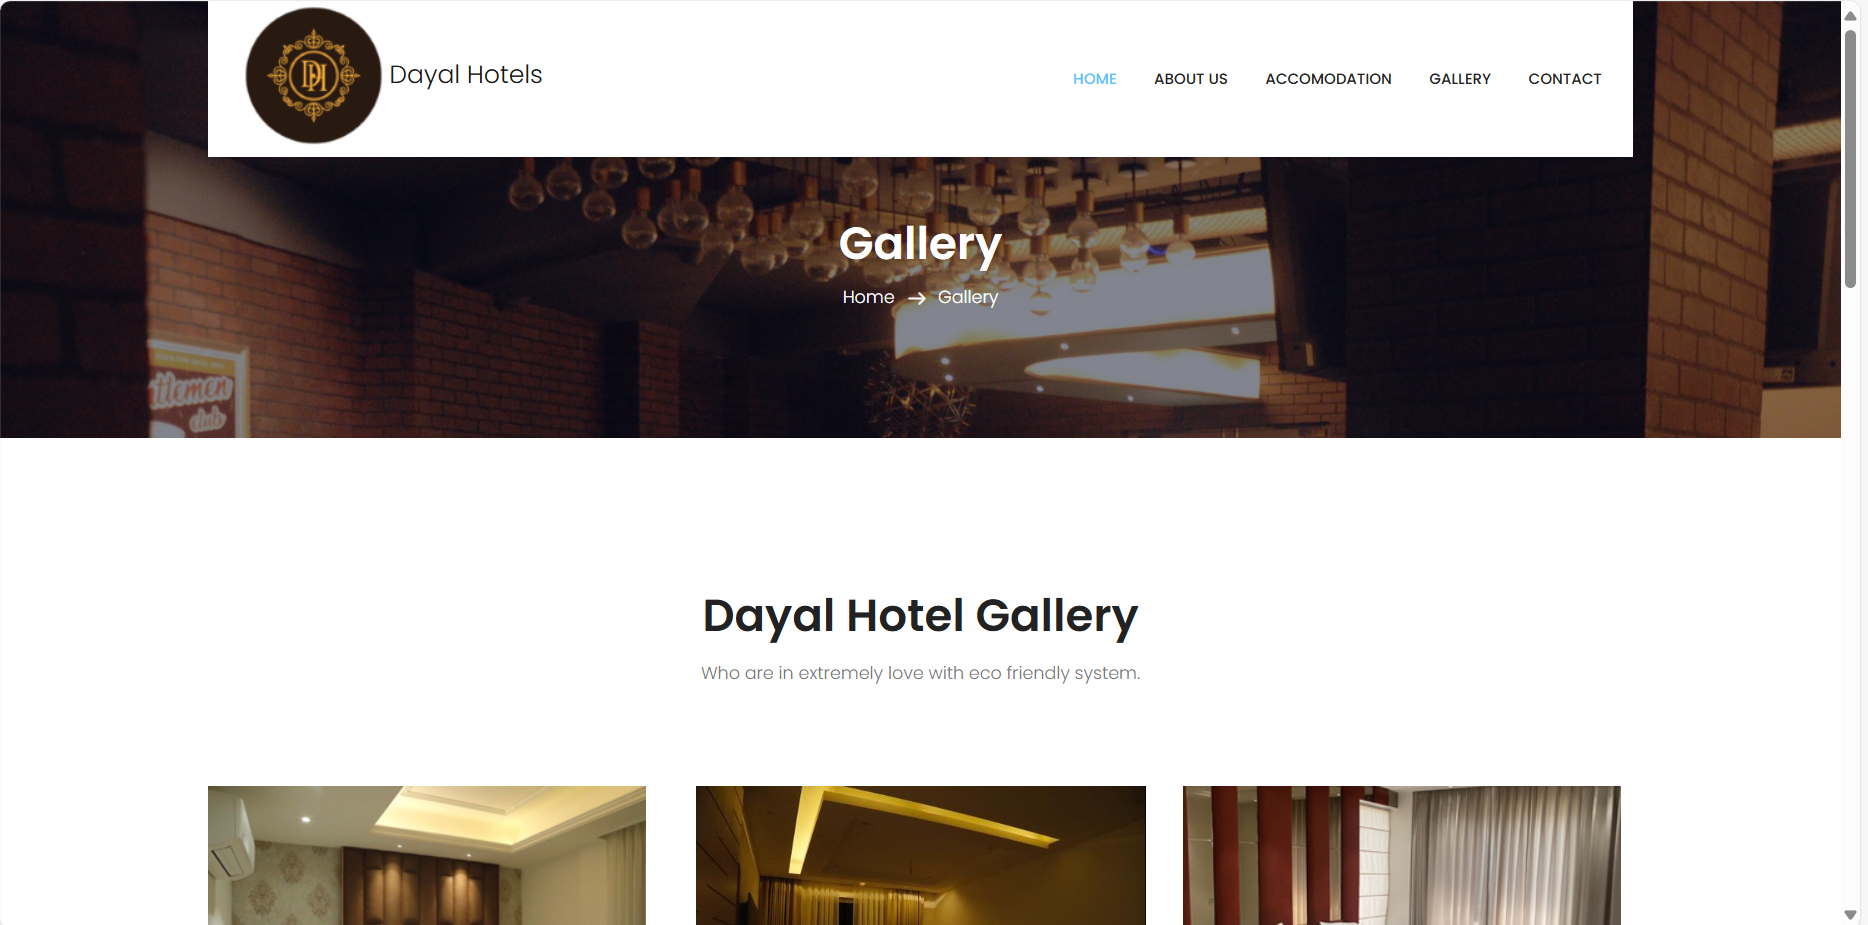 DH
Dayal Hotels
HOME ABOUT US ACCOMODATION GALLERY CONTACT
Gallery
Home → Gallery
tlemen
club
Dayal Hotel Gallery
Who are in extremely love with eco friendly system.